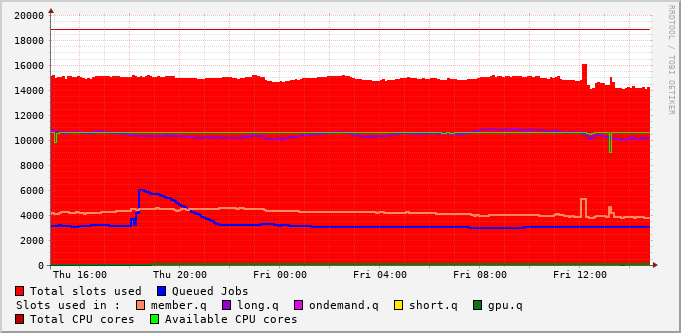 20000
18000
16000
14000
12000
10000
8000
6000
4000
2000
0
Thu 16:00 Thu 20:00 Fri 00:00 Fri 04:00 Fri 08:00 Fri 12:00
RRDTOOL / TOBI OETIKER
Total slots used Queued Jobs
Slots used in : member.q long.q ondemand.q short.q gpu.q
Total CPU cores Available CPU cores